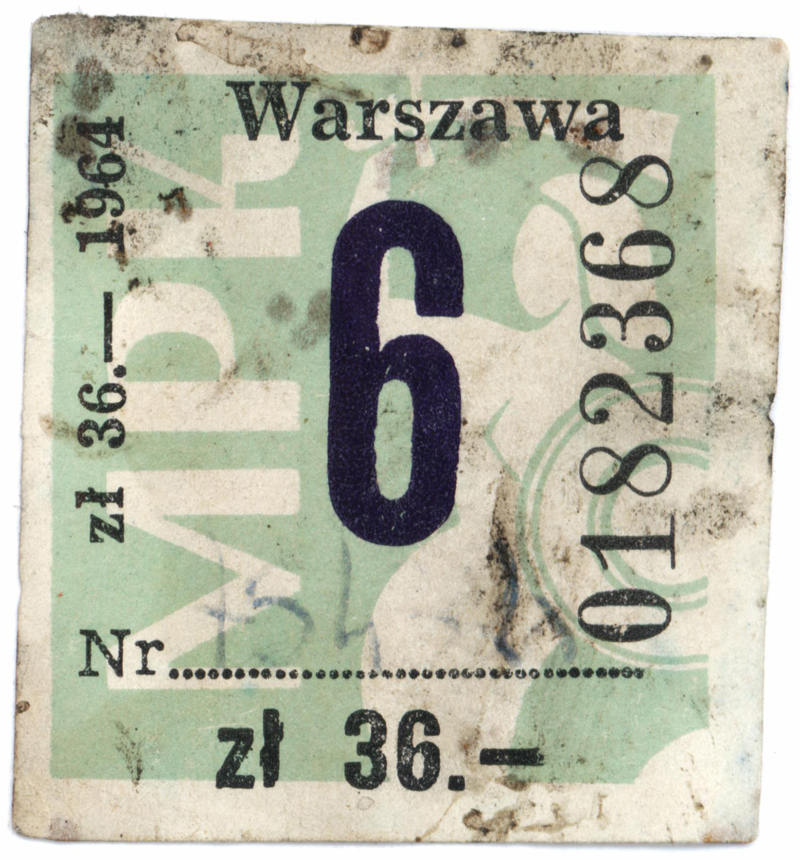 Warszawa
zł 36.— 1964
MPK
6
0182368
Nr
zł 36.—